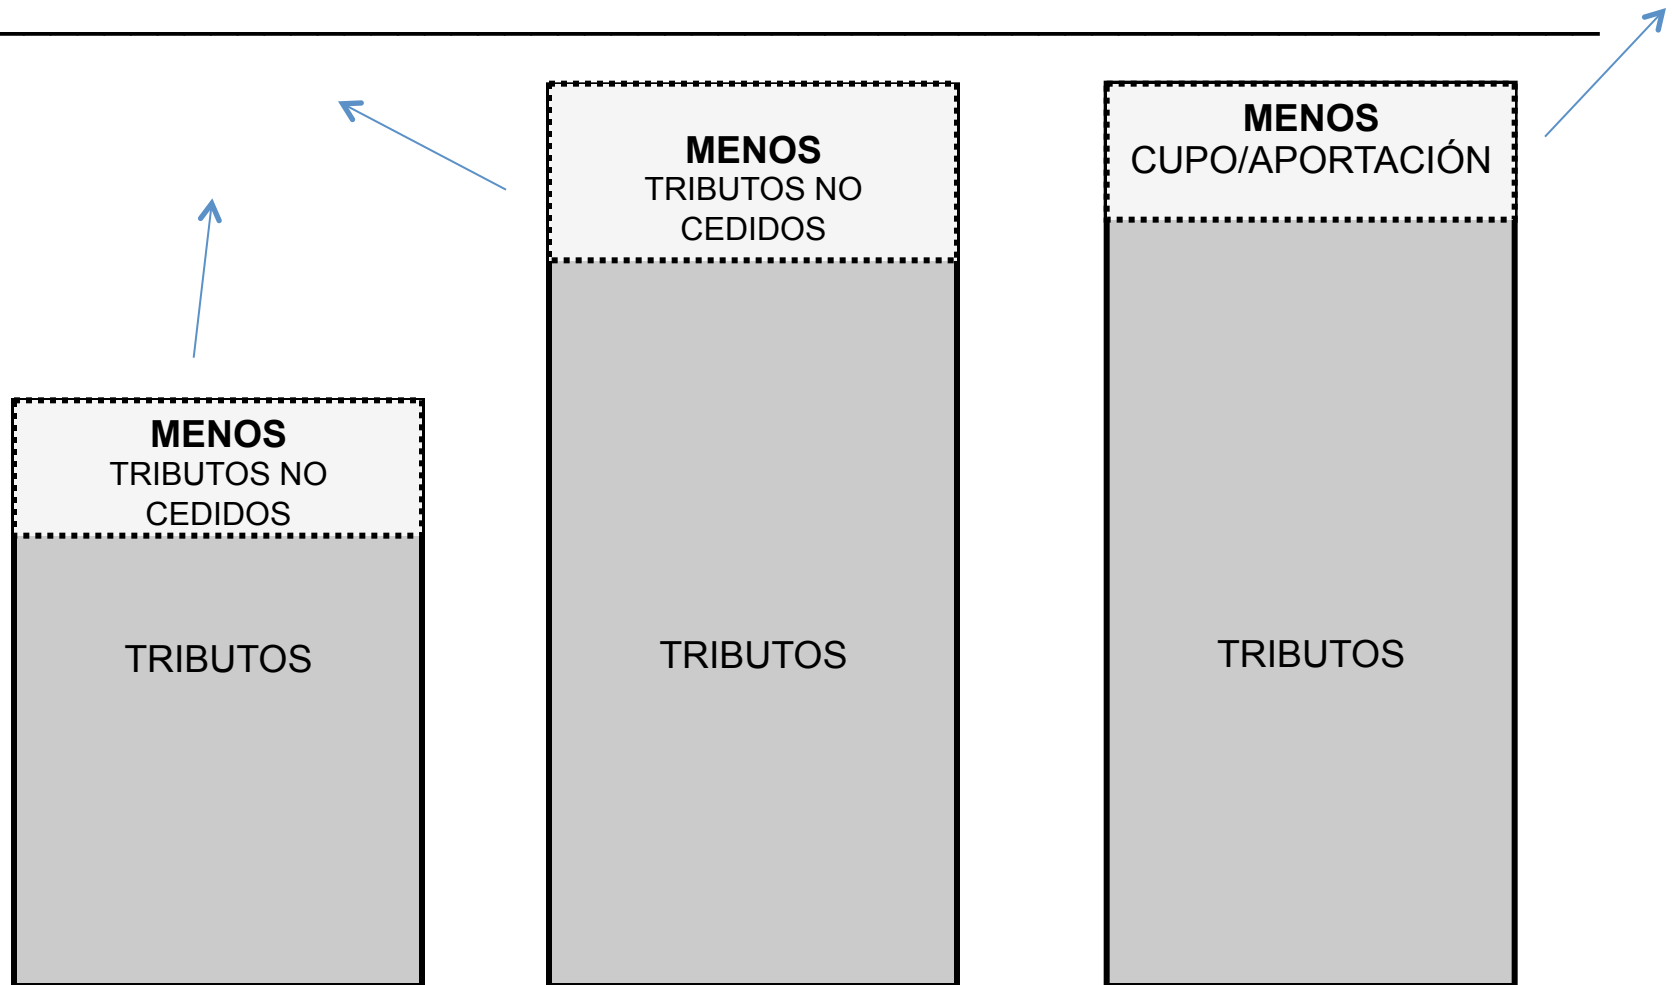 MENOS
TRIBUTOS NO
CEDIDOS
TRIBUTOS
MENOS
TRIBUTOS NO
CEDIDOS
TRIBUTOS
MENOS
CUPO/APORTACIÓN
TRIBUTOS